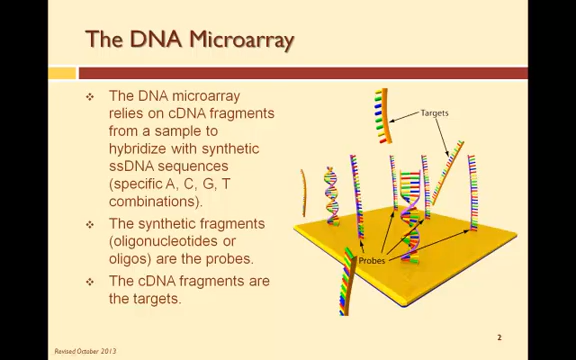 The DNA Microarray
The DNA microarray
relies on cDNA fragments
from a sample to
hybridize with synthetic
ssDNA sequences
(specific A, C, G, T
combinations).
The synthetic fragments
(oligonucleotides or
oligos) are the probes.
The cDNA fragments are
the targets.
Targets
Probes
2
Revised October 2013